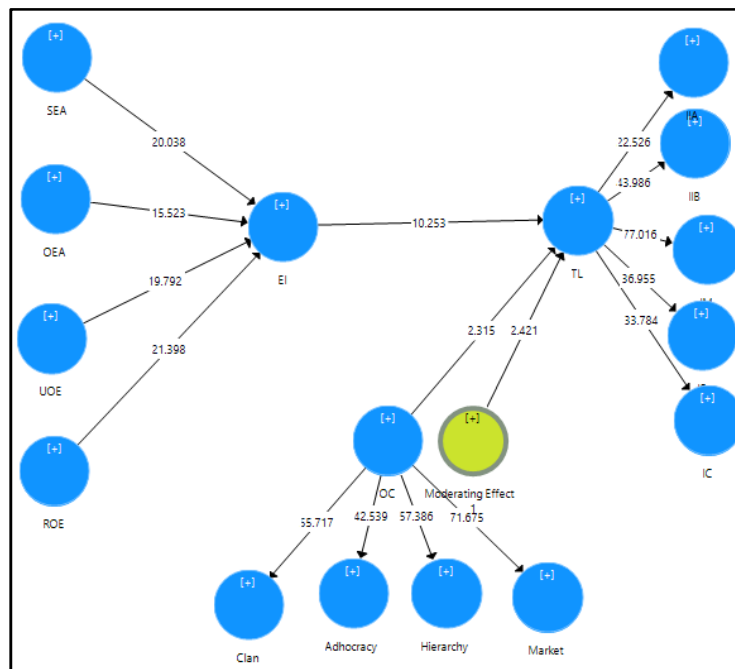 [+]
SEA
[+]
OEA
[+]
UOE
[+]
ROE
20.038
15.523
19.792
21.398
[+]
EI
10.253
[+]
TL
22.526
43.986
77.016
36.955
33.784
[+]
IIA
[+]
IIB
[+]
[+]
[+]
IC
2.315
2.421
[+]
OC
[+]
Moderating Effect
1
42.539
57.386
71.675
[+]
Clan
[+]
Adhocracy
[+]
Hierarchy
[+]
Market